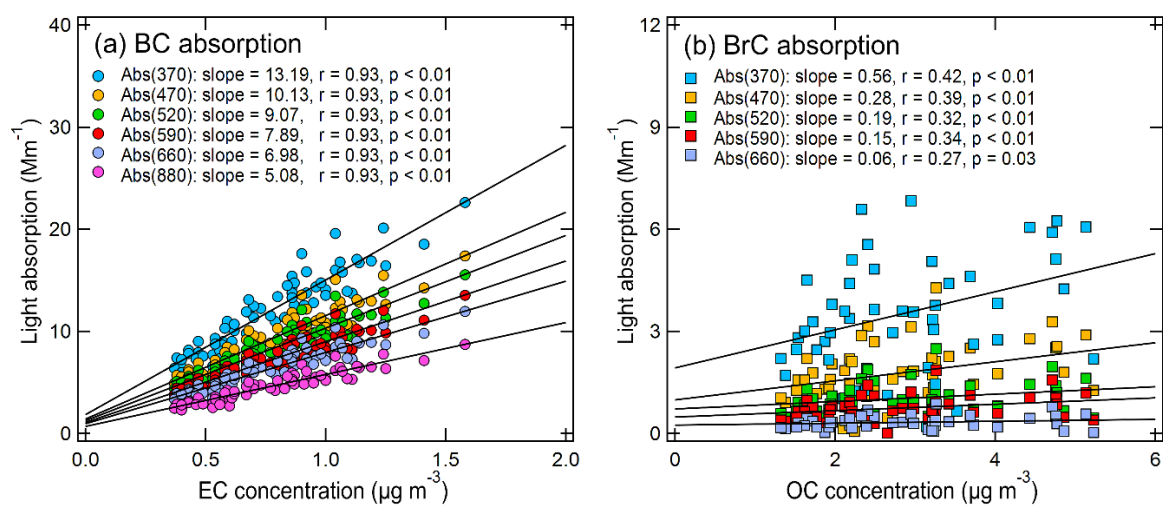 (a) BC absorption
Abs(370): slope = 13.19, r = 0.93, p < 0.01
Abs(470): slope = 10.13, r = 0.93, p < 0.01
Abs(520): slope = 9.07, r = 0.93, p < 0.01
Abs(590): slope = 7.89, r = 0.93, p < 0.01
Abs(660): slope = 6.98, r = 0.93, p < 0.01
Abs(880): slope = 5.08, r = 0.93, p < 0.01
Light absorption (Mm⁻¹)
40
30
20
10
0
0.0 0.5 1.0 1.5 2.0
EC concentration (µg m⁻³)
(b) BrC absorption
Abs(370): slope = 0.56, r = 0.42, p < 0.01
Abs(470): slope = 0.28, r = 0.39, p < 0.01
Abs(520): slope = 0.19, r = 0.32, p < 0.01
Abs(590): slope = 0.15, r = 0.34, p < 0.01
Abs(660): slope = 0.06, r = 0.27, p = 0.03
Light absorption (Mm⁻¹)
12
9
6
3
0
0 2 4 6
OC concentration (µg m⁻³)